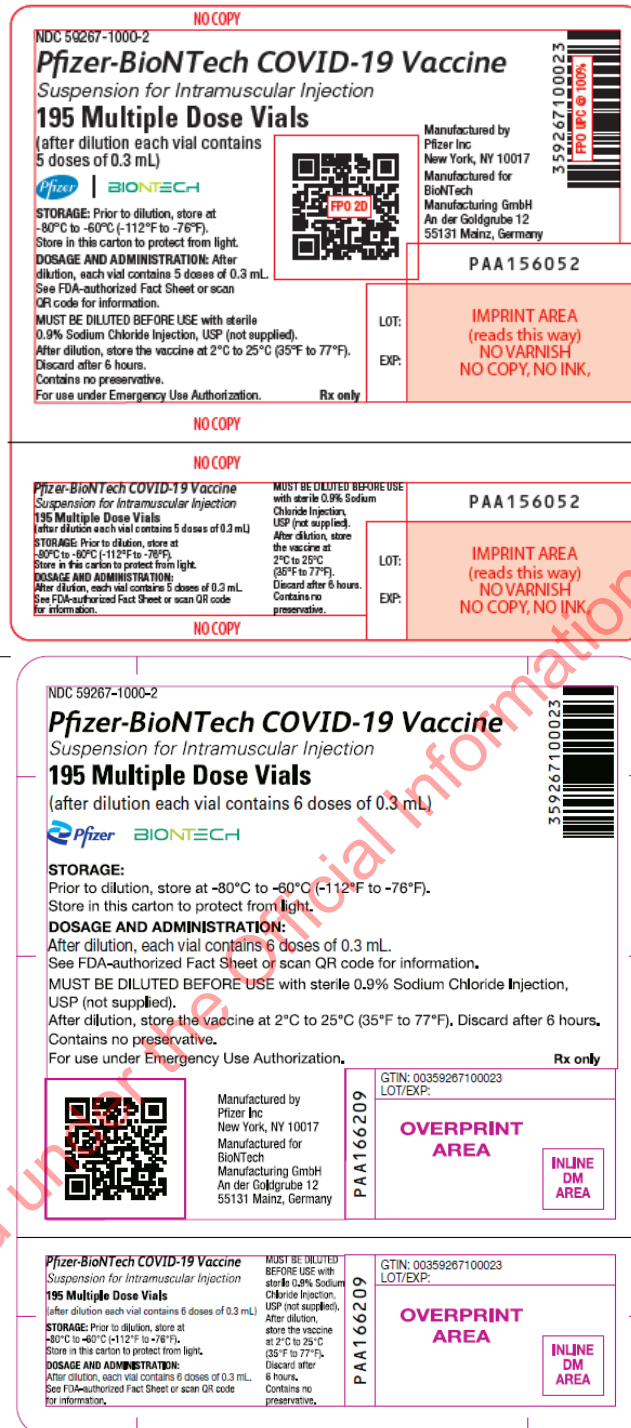 NO COPY
NDC 59267-1000-2
Pfizer-BioNTech COVID-19 Vaccine
Suspension for Intramuscular Injection
195 Multiple Dose Vials
(after dilution each vial contains
5 doses of 0.3 mL)
Pfizer | BIONTECH
STORAGE: Prior to dilution, store at
-80°C to -60°C (-112°F to -76°F).
Store in this carton to protect from light.
DOSAGE AND ADMINISTRATION: After
dilution, each vial contains 5 doses of 0.3 mL.
See FDA-authorized Fact Sheet or scan
QR code for information.
MUST BE DILUTED BEFORE USE with sterile
0.9% Sodium Chloride Injection, USP (not supplied).
After dilution, store the vaccine at 2°C to 25°C (35°F to 77°F).
Discard after 6 hours.
Contains no preservative.
For use under Emergency Use Authorization. Rx only
FPO 2D
Manufactured by
Pfizer Inc
New York, NY 10017
Manufactured for
BioNTech
Manufacturing GmbH
An der Goldgrube 12
55131 Mainz, Germany
359267100023
FPO UPC @ 100%
PAA156052
LOT:
EXP:
IMPRINT AREA
(reads this way)
NO VARNISH
NO COPY, NO INK,
NO COPY
NO COPY
Pfizer-BioNTech COVID-19 Vaccine
Suspension for Intramuscular Injection
195 Multiple Dose Vials
(after dilution each vial contains 5 doses of 0.3 mL)
STORAGE: Prior to dilution, store at
-80°C to -60°C (-112°F to -76°F).
Store in this carton to protect from light.
DOSAGE AND ADMINISTRATION:
After dilution, each vial contains 5 doses of 0.3 mL.
See FDA-authorized Fact Sheet or scan QR code
for information.
MUST BE DILUTED BEFORE USE
with sterile 0.9% Sodium
Chloride Injection,
USP (not supplied).
After dilution, store
the vaccine at
2°C to 25°C
(35°F to 77°F).
Discard after 6 hours.
Contains no
preservative.
PAA156052
LOT:
EXP:
IMPRINT AREA
(reads this way)
NO VARNISH
NO COPY, NO INK,
NO COPY
NDC 59267-1000-2
Pfizer-BioNTech COVID-19 Vaccine
Suspension for Intramuscular Injection
195 Multiple Dose Vials
(after dilution each vial contains 6 doses of 0.3 mL)
Pfizer BIONTECH
359267100023
STORAGE:
Prior to dilution, store at -80°C to -60°C (-112°F to -76°F).
Store in this carton to protect from light.
DOSAGE AND ADMINISTRATION:
After dilution, each vial contains 6 doses of 0.3 mL.
See FDA-authorized Fact Sheet or scan QR code for information.
MUST BE DILUTED BEFORE USE with sterile 0.9% Sodium Chloride Injection,
USP (not supplied).
After dilution, store the vaccine at 2°C to 25°C (35°F to 77°F). Discard after 6 hours.
Contains no preservative.
For use under Emergency Use Authorization. Rx only
Manufactured by
Pfizer Inc
New York, NY 10017
Manufactured for
BioNTech
Manufacturing GmbH
An der Goldgrube 12
55131 Mainz, Germany
PAA166209
GTIN: 00359267100023
LOT/EXP:
OVERPRINT
AREA
INLINE
DM
AREA
Pfizer-BioNTech COVID-19 Vaccine
Suspension for Intramuscular Injection
195 Multiple Dose Vials
(after dilution each vial contains 6 doses of 0.3 mL)
STORAGE: Prior to dilution, store at
-80°C to -60°C (-112°F to -76°F).
Store in this carton to protect from light.
DOSAGE AND ADMINISTRATION:
After dilution, each vial contains 6 doses of 0.3 mL.
See FDA-authorized Fact Sheet or scan QR code
for information.
MUST BE DILUTED
BEFORE USE with
sterile 0.9% Sodium
Chloride Injection,
USP (not supplied).
After dilution,
store the vaccine
at 2°C to 25°C
(35°F to 77°F).
Discard after
6 hours.
Contains no
preservative.
PAA166209
GTIN: 00359267100023
LOT/EXP:
OVERPRINT
AREA
INLINE
DM
AREA
under the Official Information